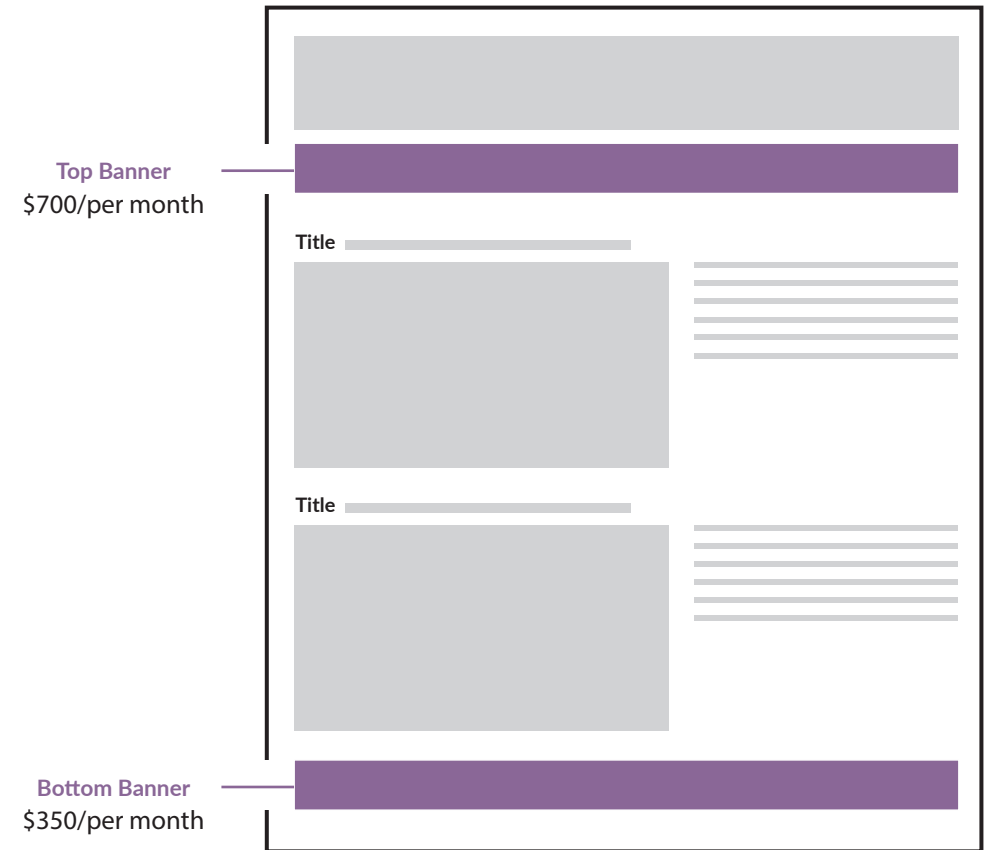 Top Banner
$700/per month
Title
Title
Bottom Banner
$350/per month